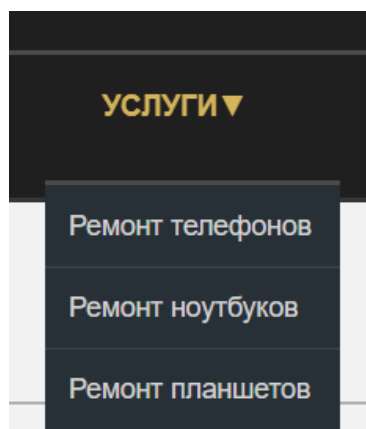 УСЛУГИ▼
Ремонт телефонов
Ремонт ноутбуков
Ремонт планшетов